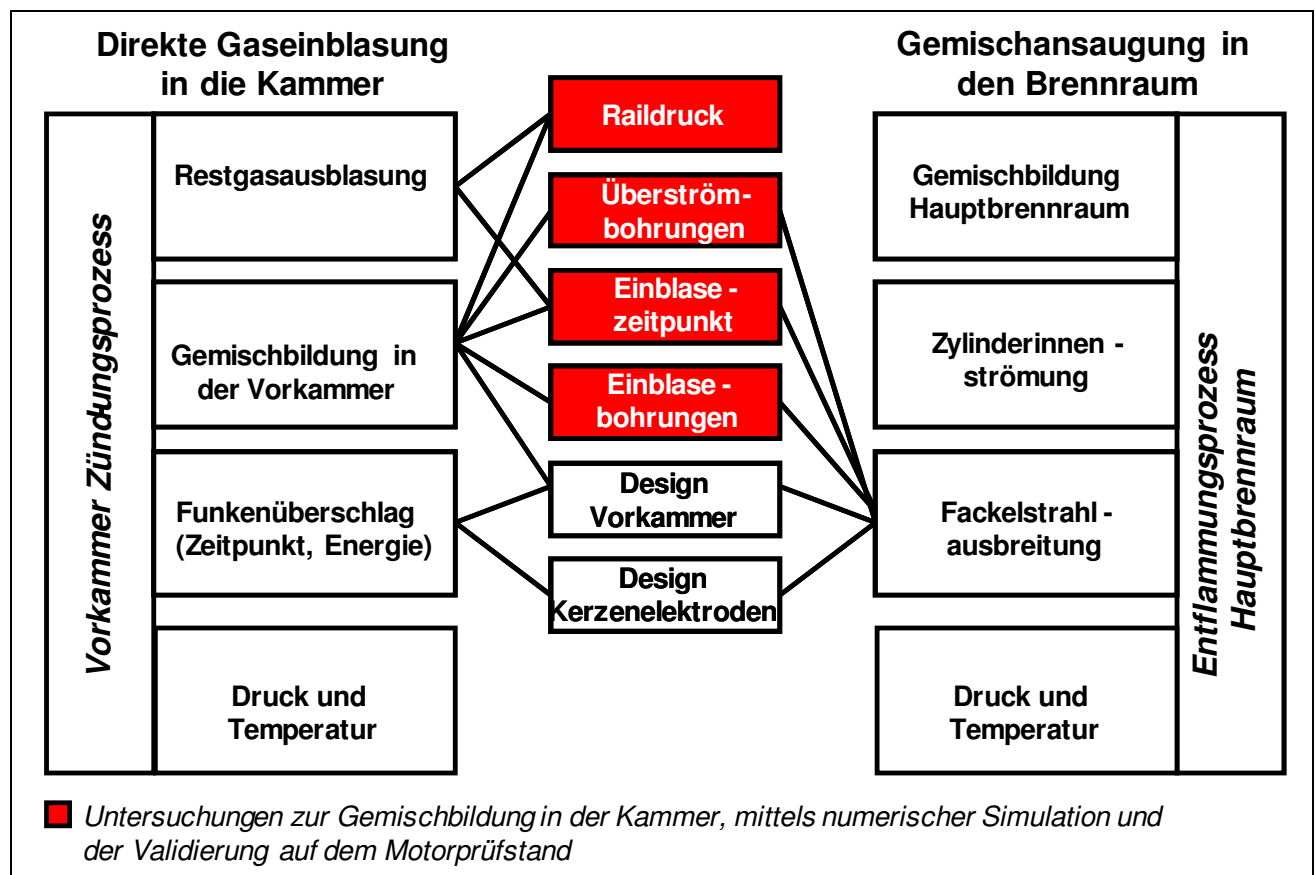 Direkte Gaseinblasung
in die Kammer
Gemischansaugung in
den Brennraum
Vorkammer Zündungsprozess
Restgasausblasung
Gemischbildung in
der Vorkammer
Funkenüberschlag
(Zeitpunkt, Energie)
Druck und
Temperatur
Raildruck
Überström-
bohrungen
Einblase -
zeitpunkt
Einblase -
bohrungen
Design
Vorkammer
Design
Kerzenelektroden
Gemischbildung
Hauptbrennraum
Zylinderinnen -
strömung
Fackelstrahl -
ausbreitung
Druck und
Temperatur
Entflammungsprozess
Hauptbrennraum
Untersuchungen zur Gemischbildung in der Kammer, mittels numerischer Simulation und
der Validierung auf dem Motorprüfstand